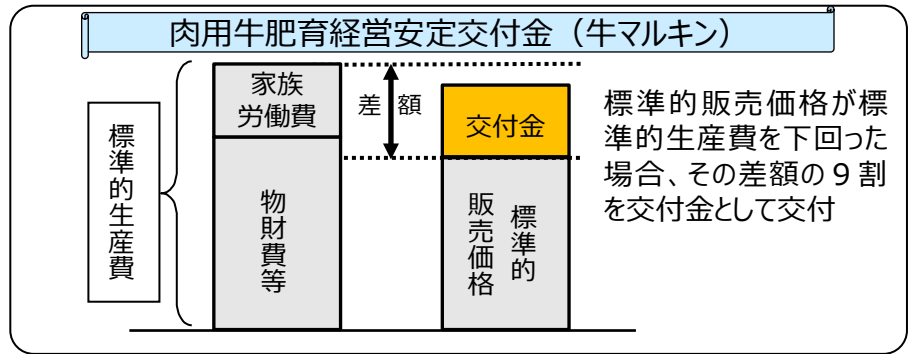 肉用牛肥育経営安定交付金（牛マルキン）
標準的生産費
家族
労働費
物財費等
差額
交付金
標準的
販売価格
標準的販売価格が標
準的生産費を下回った
場合、その差額の９割
を交付金として交付